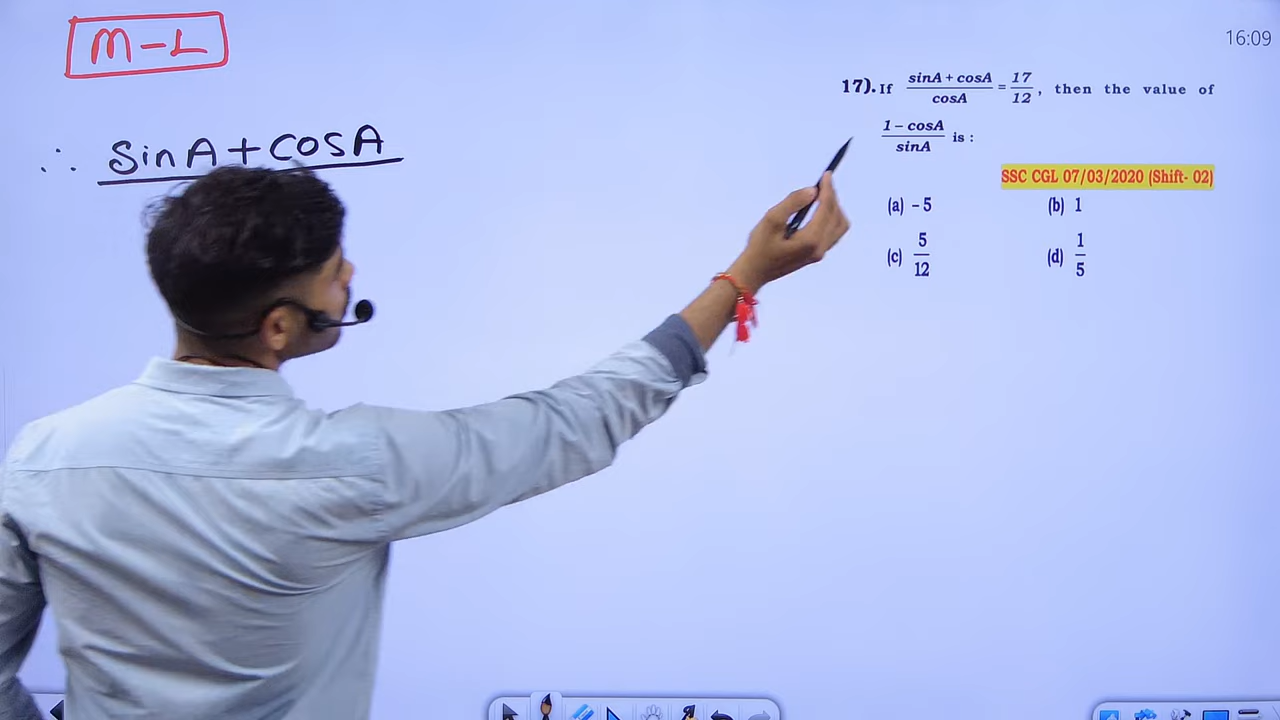 M-L
16:09
∴ sinA+cosA
17). If (sinA + cosA)/cosA = 17/12, then the value of
(1 - cosA)/sinA is :
SSC CGL 07/03/2020 (Shift- 02)
(a) - 5 (b) 1
(c) 5/12 (d) 1/5